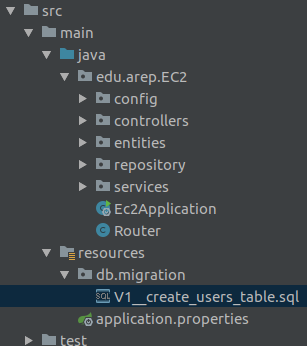 src
main
java
edu.arep.EC2
config
controllers
entities
repository
services
Ec2Application
Router
resources
db.migration
V1__create_users_table.sql
application.properties
test